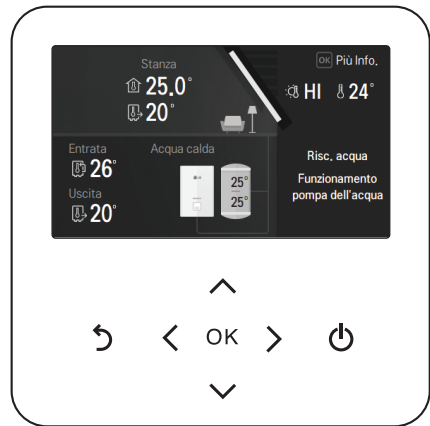 Stanza
25.0°
20°
OK Più Info.
HI 24°
Entrata
26°
Uscita
20°
Acqua calda
LG
25°
25°
Risc. acqua
Funzionamento
pompa dell'acqua
OK